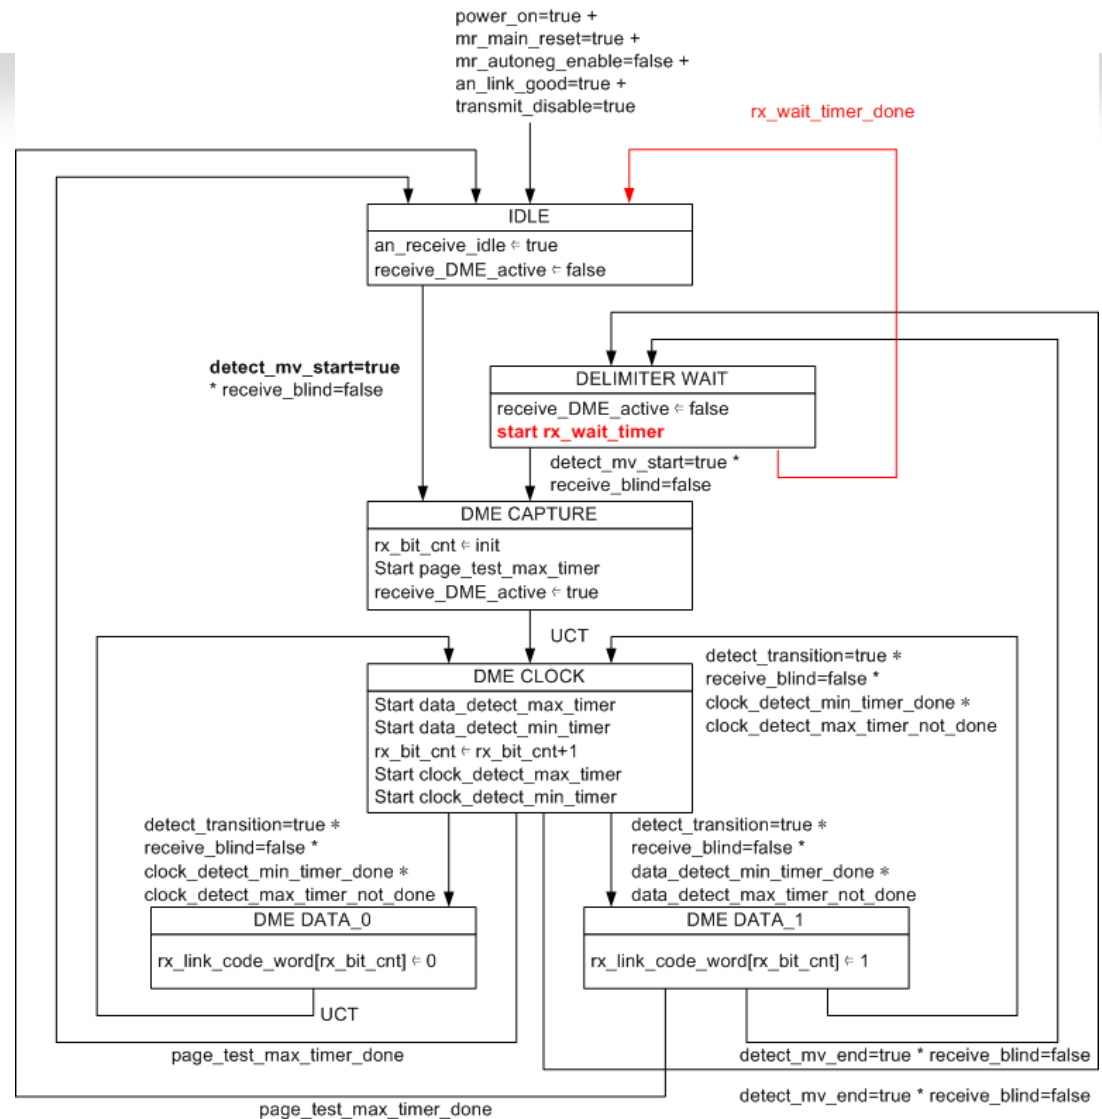 power_on=true +
mr_main_reset=true +
mr_autoneg_enable=false +
an_link_good=true +
transmit_disable=true
rx_wait_timer_done
IDLE
an_receive_idle ⇐ true
receive_DME_active ⇐ false
detect_mv_start=true
* receive_blind=false
DELIMITER WAIT
receive_DME_active ⇐ false
start rx_wait_timer
detect_mv_start=true *
receive_blind=false
DME CAPTURE
rx_bit_cnt ⇐ init
Start page_test_max_timer
receive_DME_active ⇐ true
UCT
DME CLOCK
Start data_detect_max_timer
Start data_detect_min_timer
rx_bit_cnt ⇐ rx_bit_cnt+1
Start clock_detect_max_timer
Start clock_detect_min_timer
detect_transition=true *
receive_blind=false *
clock_detect_min_timer_done *
clock_detect_max_timer_not_done
detect_transition=true *
receive_blind=false *
clock_detect_min_timer_done *
clock_detect_max_timer_not_done
detect_transition=true *
receive_blind=false *
data_detect_min_timer_done *
data_detect_max_timer_not_done
DME DATA_0
rx_link_code_word[rx_bit_cnt] ⇐ 0
UCT
DME DATA_1
rx_link_code_word[rx_bit_cnt] ⇐ 1
page_test_max_timer_done
detect_mv_end=true * receive_blind=false
detect_mv_end=true * receive_blind=false
page_test_max_timer_done